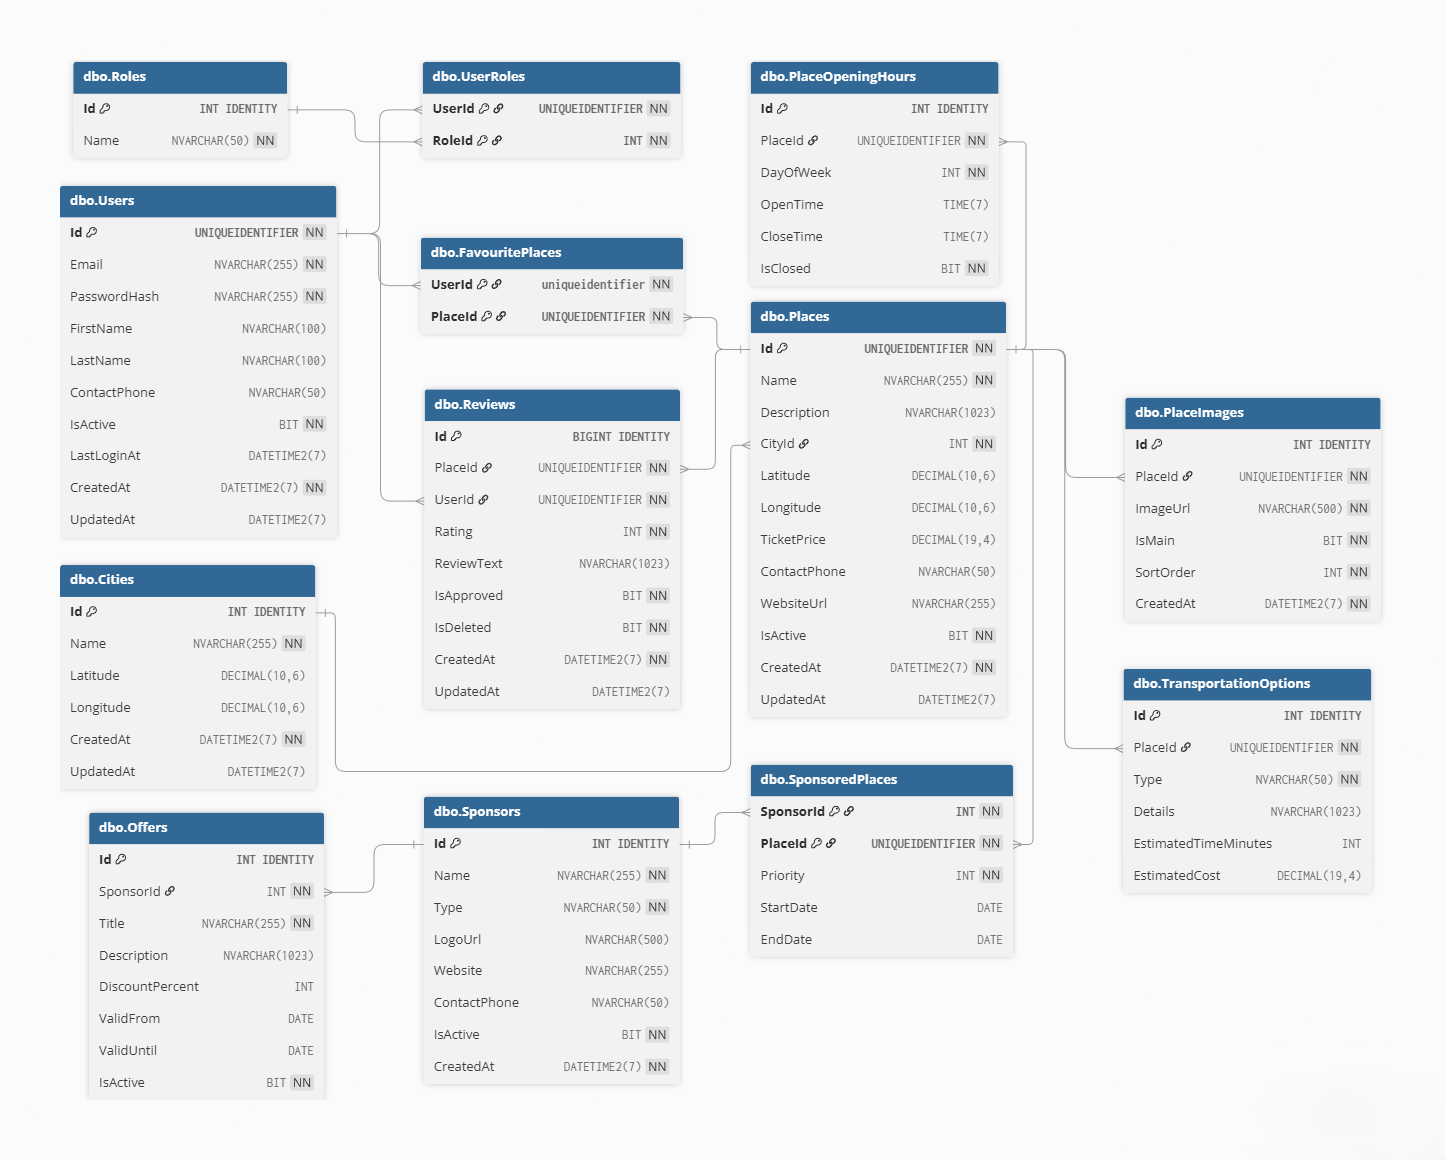 dbo.Roles
Id INT IDENTITY
Name NVARCHAR(50) NN
dbo.Users
Id UNIQUEIDENTIFIER NN
Email NVARCHAR(255) NN
PasswordHash NVARCHAR(255) NN
FirstName NVARCHAR(100)
LastName NVARCHAR(100)
ContactPhone NVARCHAR(50)
IsActive BIT NN
LastLoginAt DATETIME2(7)
CreatedAt DATETIME2(7) NN
UpdatedAt DATETIME2(7)
dbo.Cities
Id INT IDENTITY
Name NVARCHAR(255) NN
Latitude DECIMAL(10,6)
Longitude DECIMAL(10,6)
CreatedAt DATETIME2(7) NN
UpdatedAt DATETIME2(7)
dbo.Offers
Id INT IDENTITY
SponsorId INT NN
Title NVARCHAR(255) NN
Description NVARCHAR(1023)
DiscountPercent INT
ValidFrom DATE
ValidUntil DATE
IsActive BIT NN
dbo.UserRoles
UserId UNIQUEIDENTIFIER NN
RoleId INT NN
dbo.FavouritePlaces
UserId uniqueidentifier NN
PlaceId UNIQUEIDENTIFIER NN
dbo.Reviews
Id BIGINT IDENTITY
PlaceId UNIQUEIDENTIFIER NN
UserId UNIQUEIDENTIFIER NN
Rating INT NN
ReviewText NVARCHAR(1023)
IsApproved BIT NN
IsDeleted BIT NN
CreatedAt DATETIME2(7) NN
UpdatedAt DATETIME2(7)
dbo.Sponsors
Id INT IDENTITY
Name NVARCHAR(255) NN
Type NVARCHAR(50) NN
LogoUrl NVARCHAR(500)
Website NVARCHAR(255)
ContactPhone NVARCHAR(50)
IsActive BIT NN
CreatedAt DATETIME2(7) NN
dbo.PlaceOpeningHours
Id INT IDENTITY
PlaceId UNIQUEIDENTIFIER NN
DayOfWeek INT NN
OpenTime TIME(7)
CloseTime TIME(7)
IsClosed BIT NN
dbo.Places
Id UNIQUEIDENTIFIER NN
Name NVARCHAR(255) NN
Description NVARCHAR(1023)
CityId INT NN
Latitude DECIMAL(10,6)
Longitude DECIMAL(10,6)
TicketPrice DECIMAL(19,4)
ContactPhone NVARCHAR(50)
WebsiteUrl NVARCHAR(255)
IsActive BIT NN
CreatedAt DATETIME2(7) NN
UpdatedAt DATETIME2(7)
dbo.SponsoredPlaces
SponsorId INT NN
PlaceId UNIQUEIDENTIFIER NN
Priority INT NN
StartDate DATE
EndDate DATE
dbo.PlaceImages
Id INT IDENTITY
PlaceId UNIQUEIDENTIFIER NN
ImageUrl NVARCHAR(500) NN
IsMain BIT NN
SortOrder INT NN
CreatedAt DATETIME2(7) NN
dbo.TransportationOptions
Id INT IDENTITY
PlaceId UNIQUEIDENTIFIER NN
Type NVARCHAR(50) NN
Details NVARCHAR(1023)
EstimatedTimeMinutes INT
EstimatedCost DECIMAL(19,4)